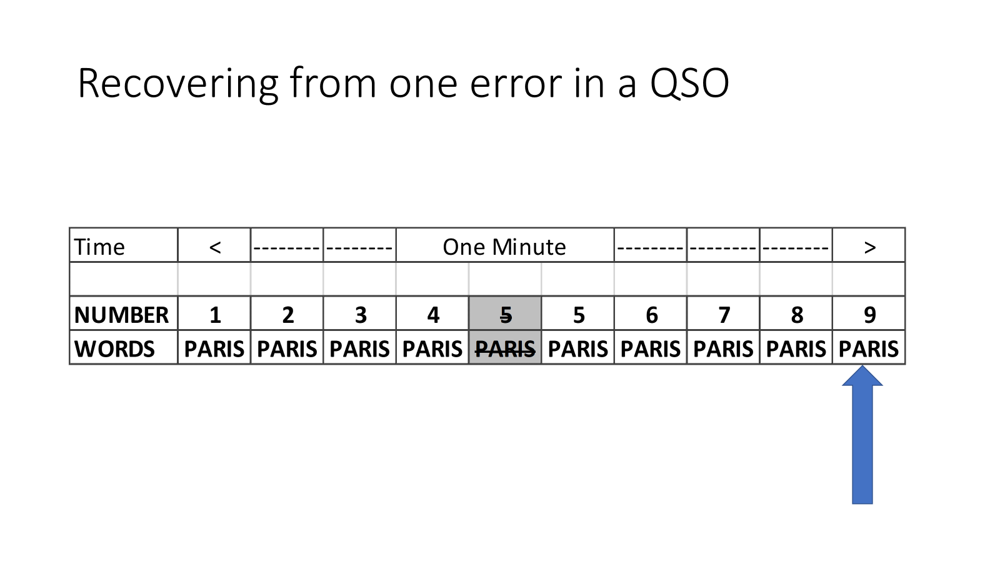 Recovering from one error in a QSO
Time < -------- -------- One Minute -------- -------- -------- >
NUMBER 1 2 3 4 5 5 6 7 8 9
WORDS PARIS PARIS PARIS PARIS PARIS PARIS PARIS PARIS PARIS PARIS